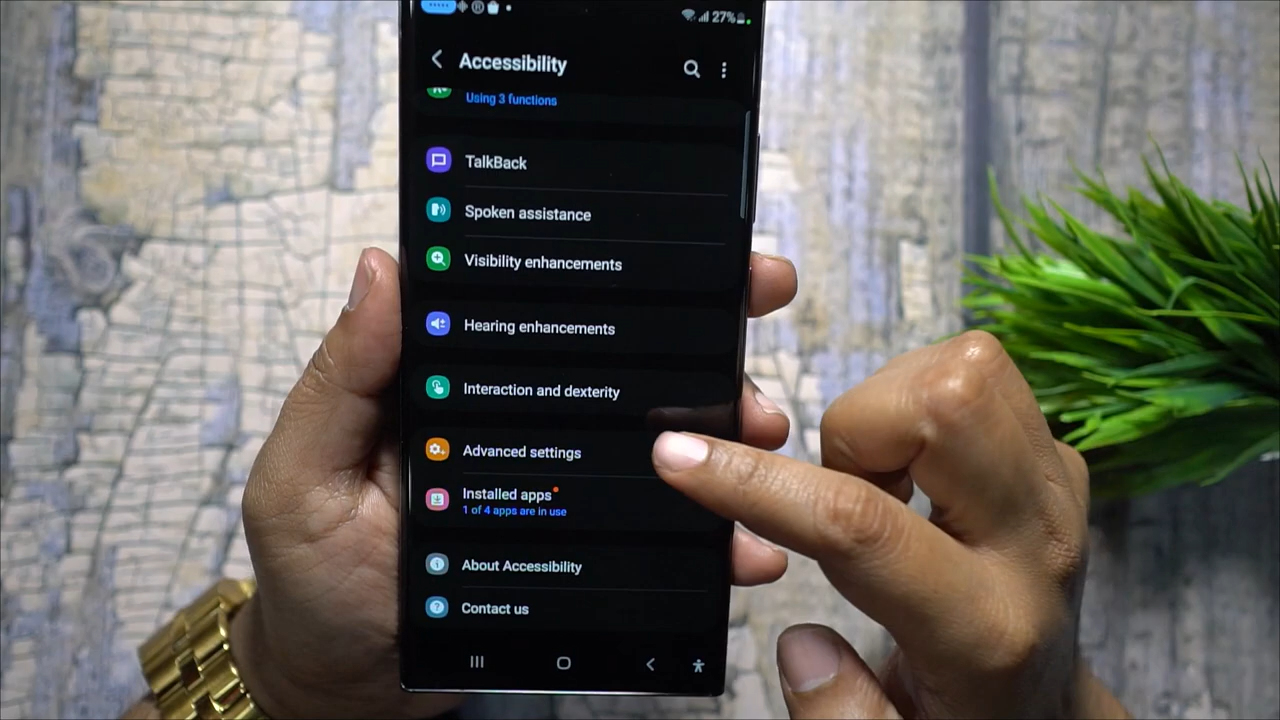 27%
Accessibility
Using 3 functions
TalkBack
Spoken assistance
Visibility enhancements
Hearing enhancements
Interaction and dexterity
Advanced settings
Installed apps
1 of 4 apps are in use
About Accessibility
Contact us